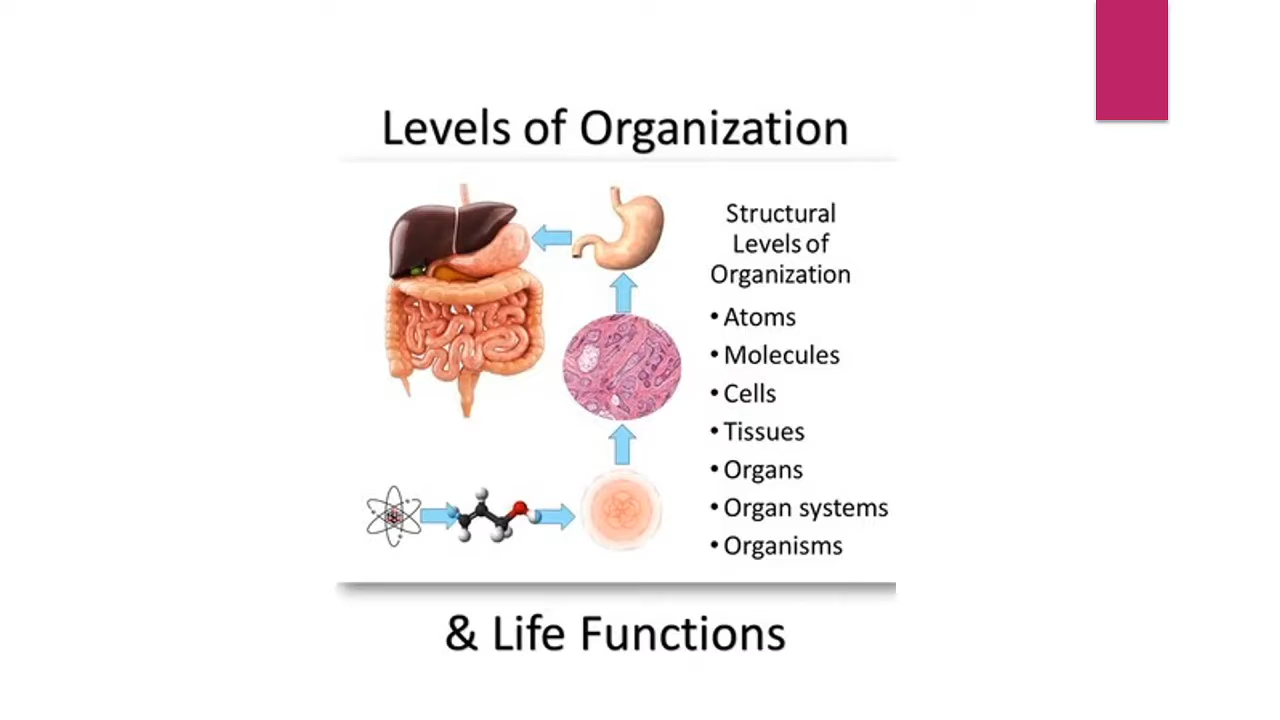 Levels of Organization
Structural
Levels of
Organization
• Atoms
• Molecules
• Cells
• Tissues
• Organs
• Organ systems
• Organisms
& Life Functions